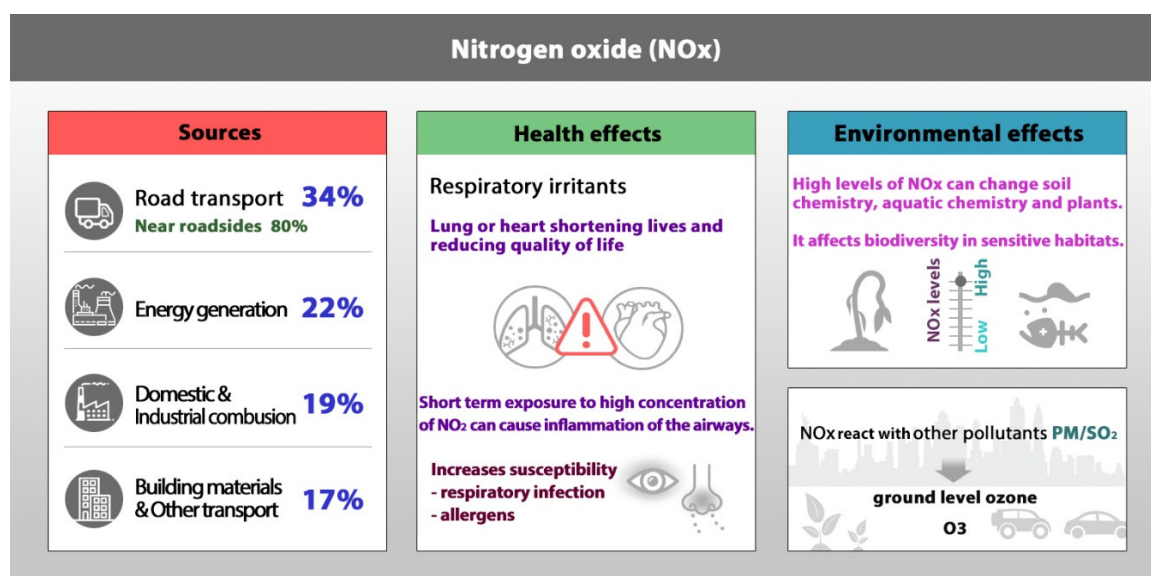 Nitrogen oxide (NOx)
Sources
Road transport 34%
Near roadsides 80%
Energy generation 22%
Domestic &
Industrial combusion 19%
Building materials
& Other transport 17%
Health effects
Respiratory irritants
Lung or heart shortening lives and
reducing quality of life
Short term exposure to high concentration
of NO₂ can cause inflammation of the airways.
Increases susceptibility
- respiratory infection
- allergens
Environmental effects
High levels of NOx can change soil
chemistry, aquatic chemistry and plants.
It affects biodiversity in sensitive habitats.
NOx levels
Low High
NOx react with other pollutants PM/SO₂
ground level ozone
O3